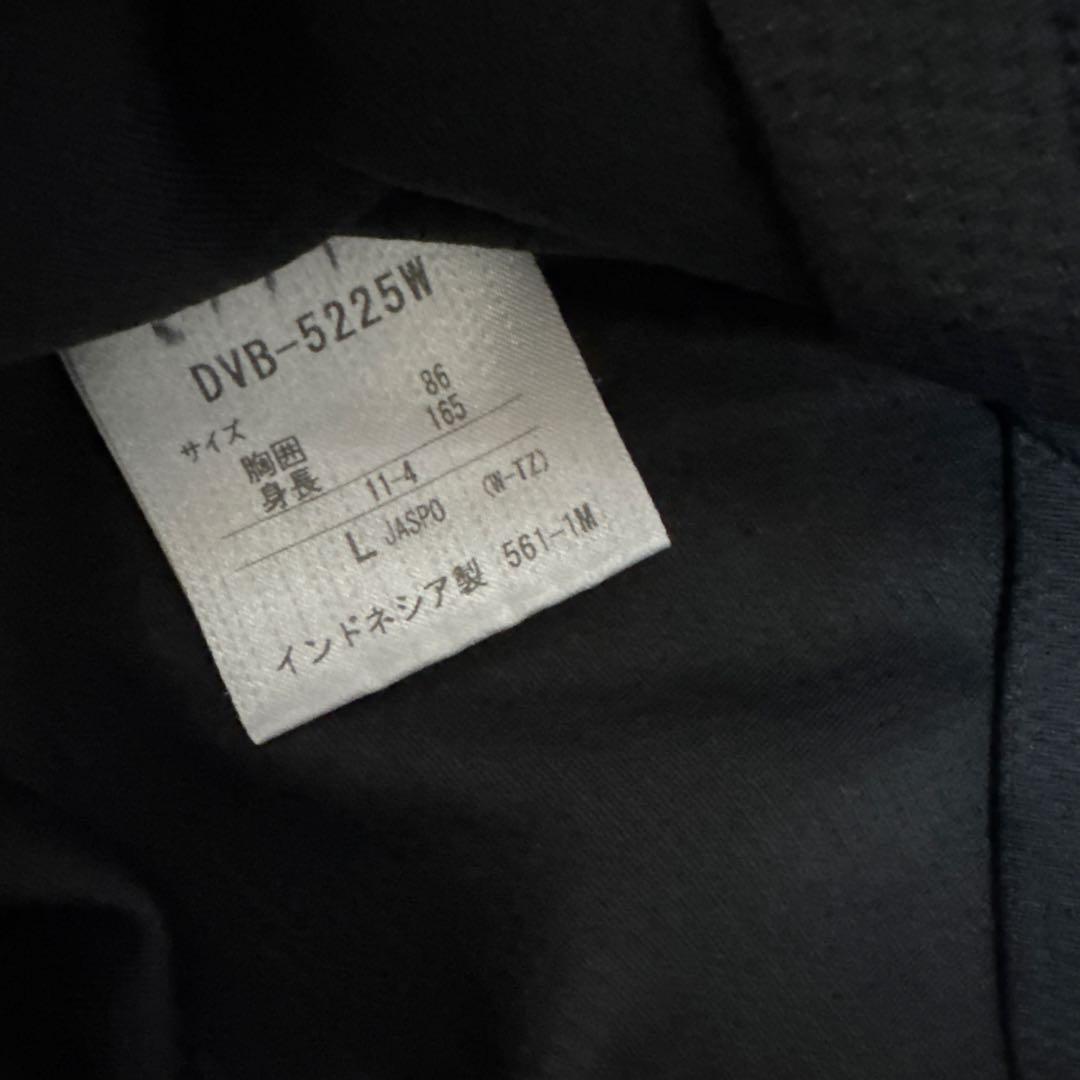 DVB-5225W
サイズ
胸囲 86
身長 165
11-4
L JASPO (W-TZ)
インドネシア製 561-1M